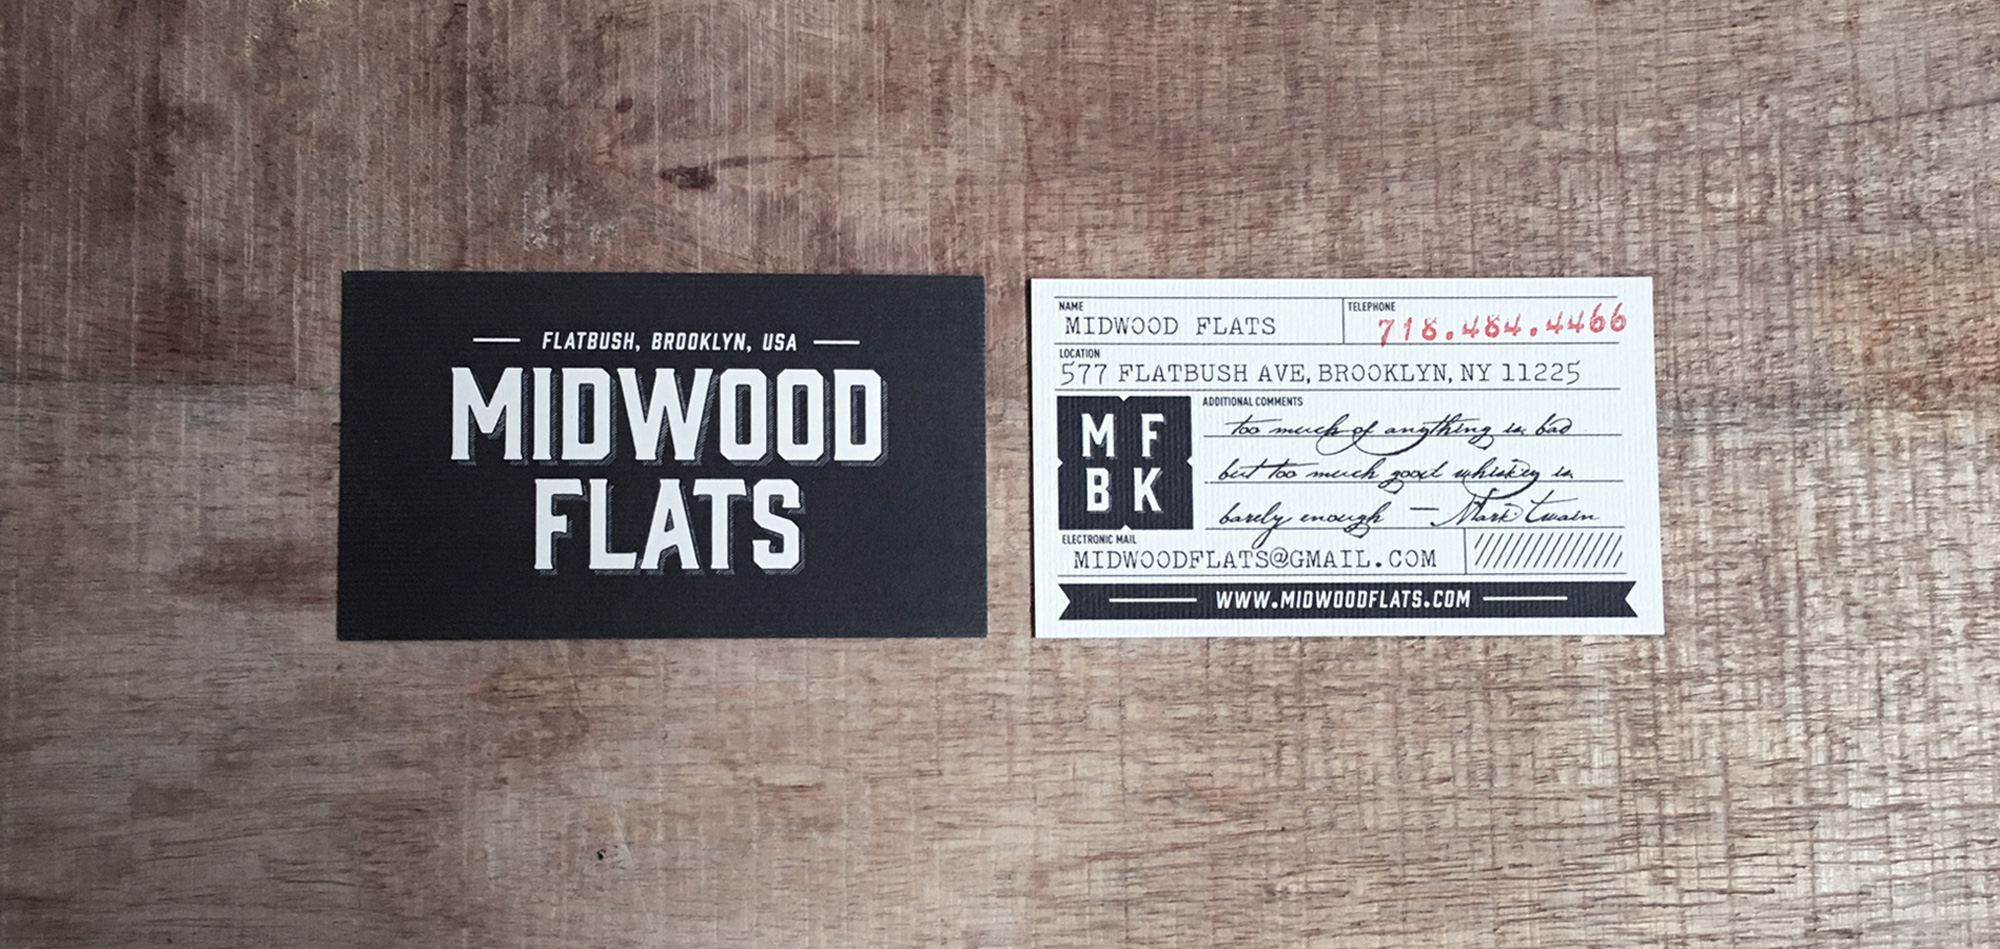 FLATBUSH, BROOKLYN, USA
MIDWOOD
FLATS
NAME
MIDWOOD FLATS
TELEPHONE
718.484.4466
LOCATION
577 FLATBUSH AVE, BROOKLYN, NY 11225
M F
B K
ADDITIONAL COMMENTS
too much of anything is bad
but too much good whiskey is
barely enough - Mark Twain
ELECTRONIC MAIL
MIDWOODFLATS@GMAIL.COM
WWW.MIDWOODFLATS.COM